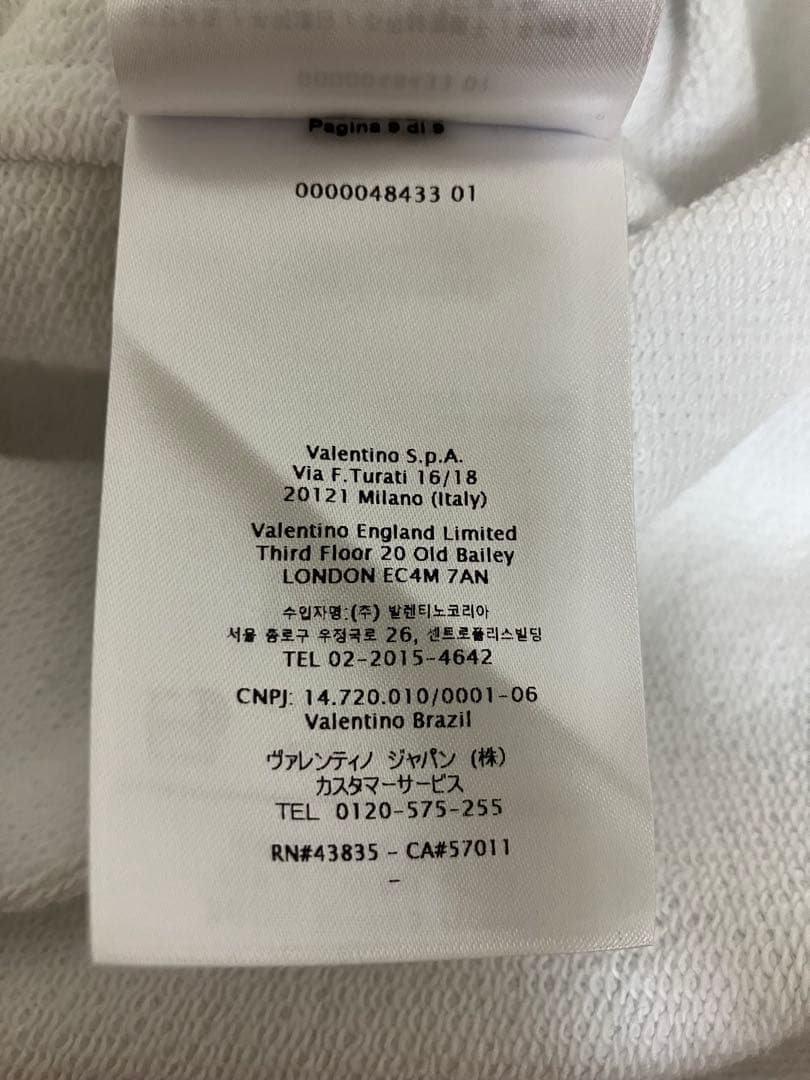 0000048433 01
Pagina 9 di 9
0000048433 01
Valentino S.p.A.
Via F.Turati 16/18
20121 Milano (Italy)
Valentino England Limited
Third Floor 20 Old Bailey
LONDON EC4M 7AN
수입자명:(주) 발렌티노코리아
서울 종로구 우정국로 26, 센트로폴리스빌딩
TEL 02-2015-4642
CNPJ: 14.720.010/0001-06
Valentino Brazil
ヴァレンティノ ジャパン (株)
カスタマーサービス
TEL 0120-575-255
RN#43835 - CA#57011
-